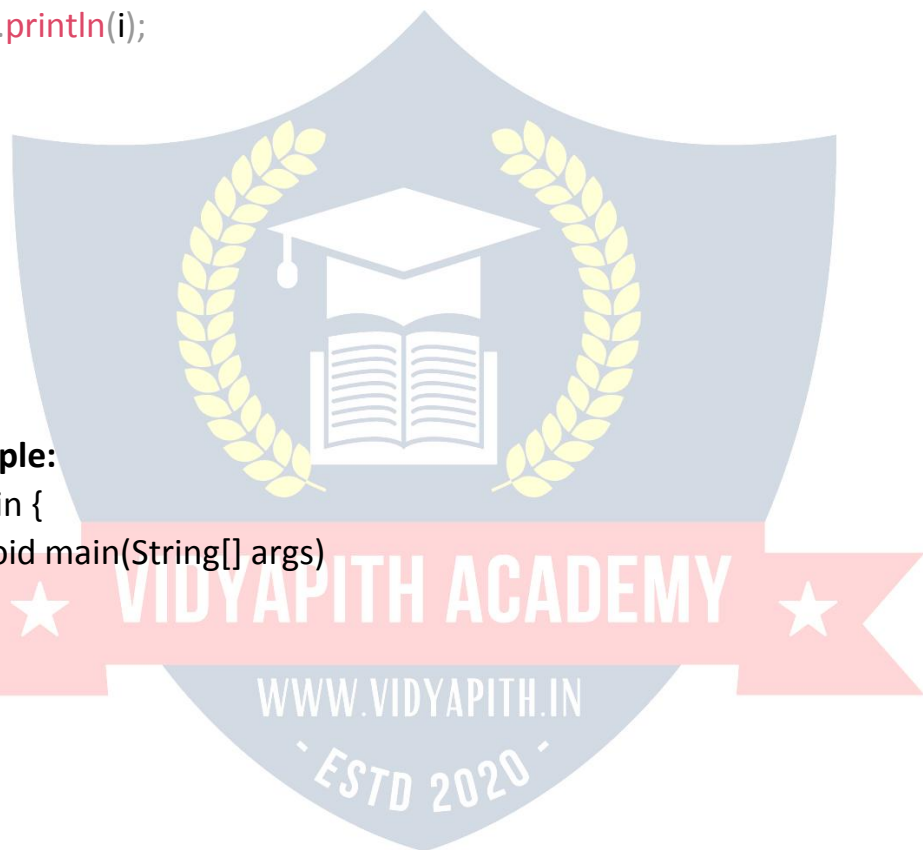 .println(i);
ple:
in {
oid main(String[] args)
VIDYAPITH ACADEMY
WWW.VIDYAPITH.IN
- ESTD 2020 -